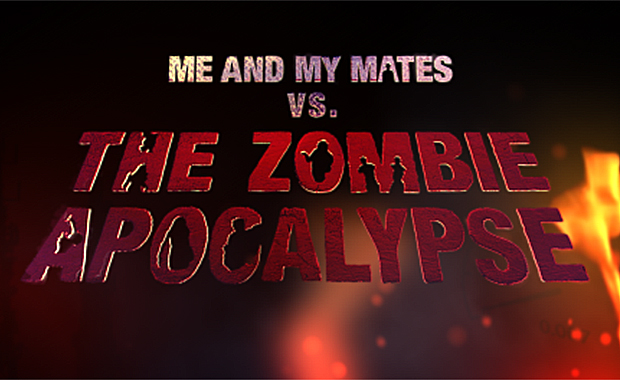 ME AND MY MATES
VS.
THE ZOMBIE
APOCALYPSE